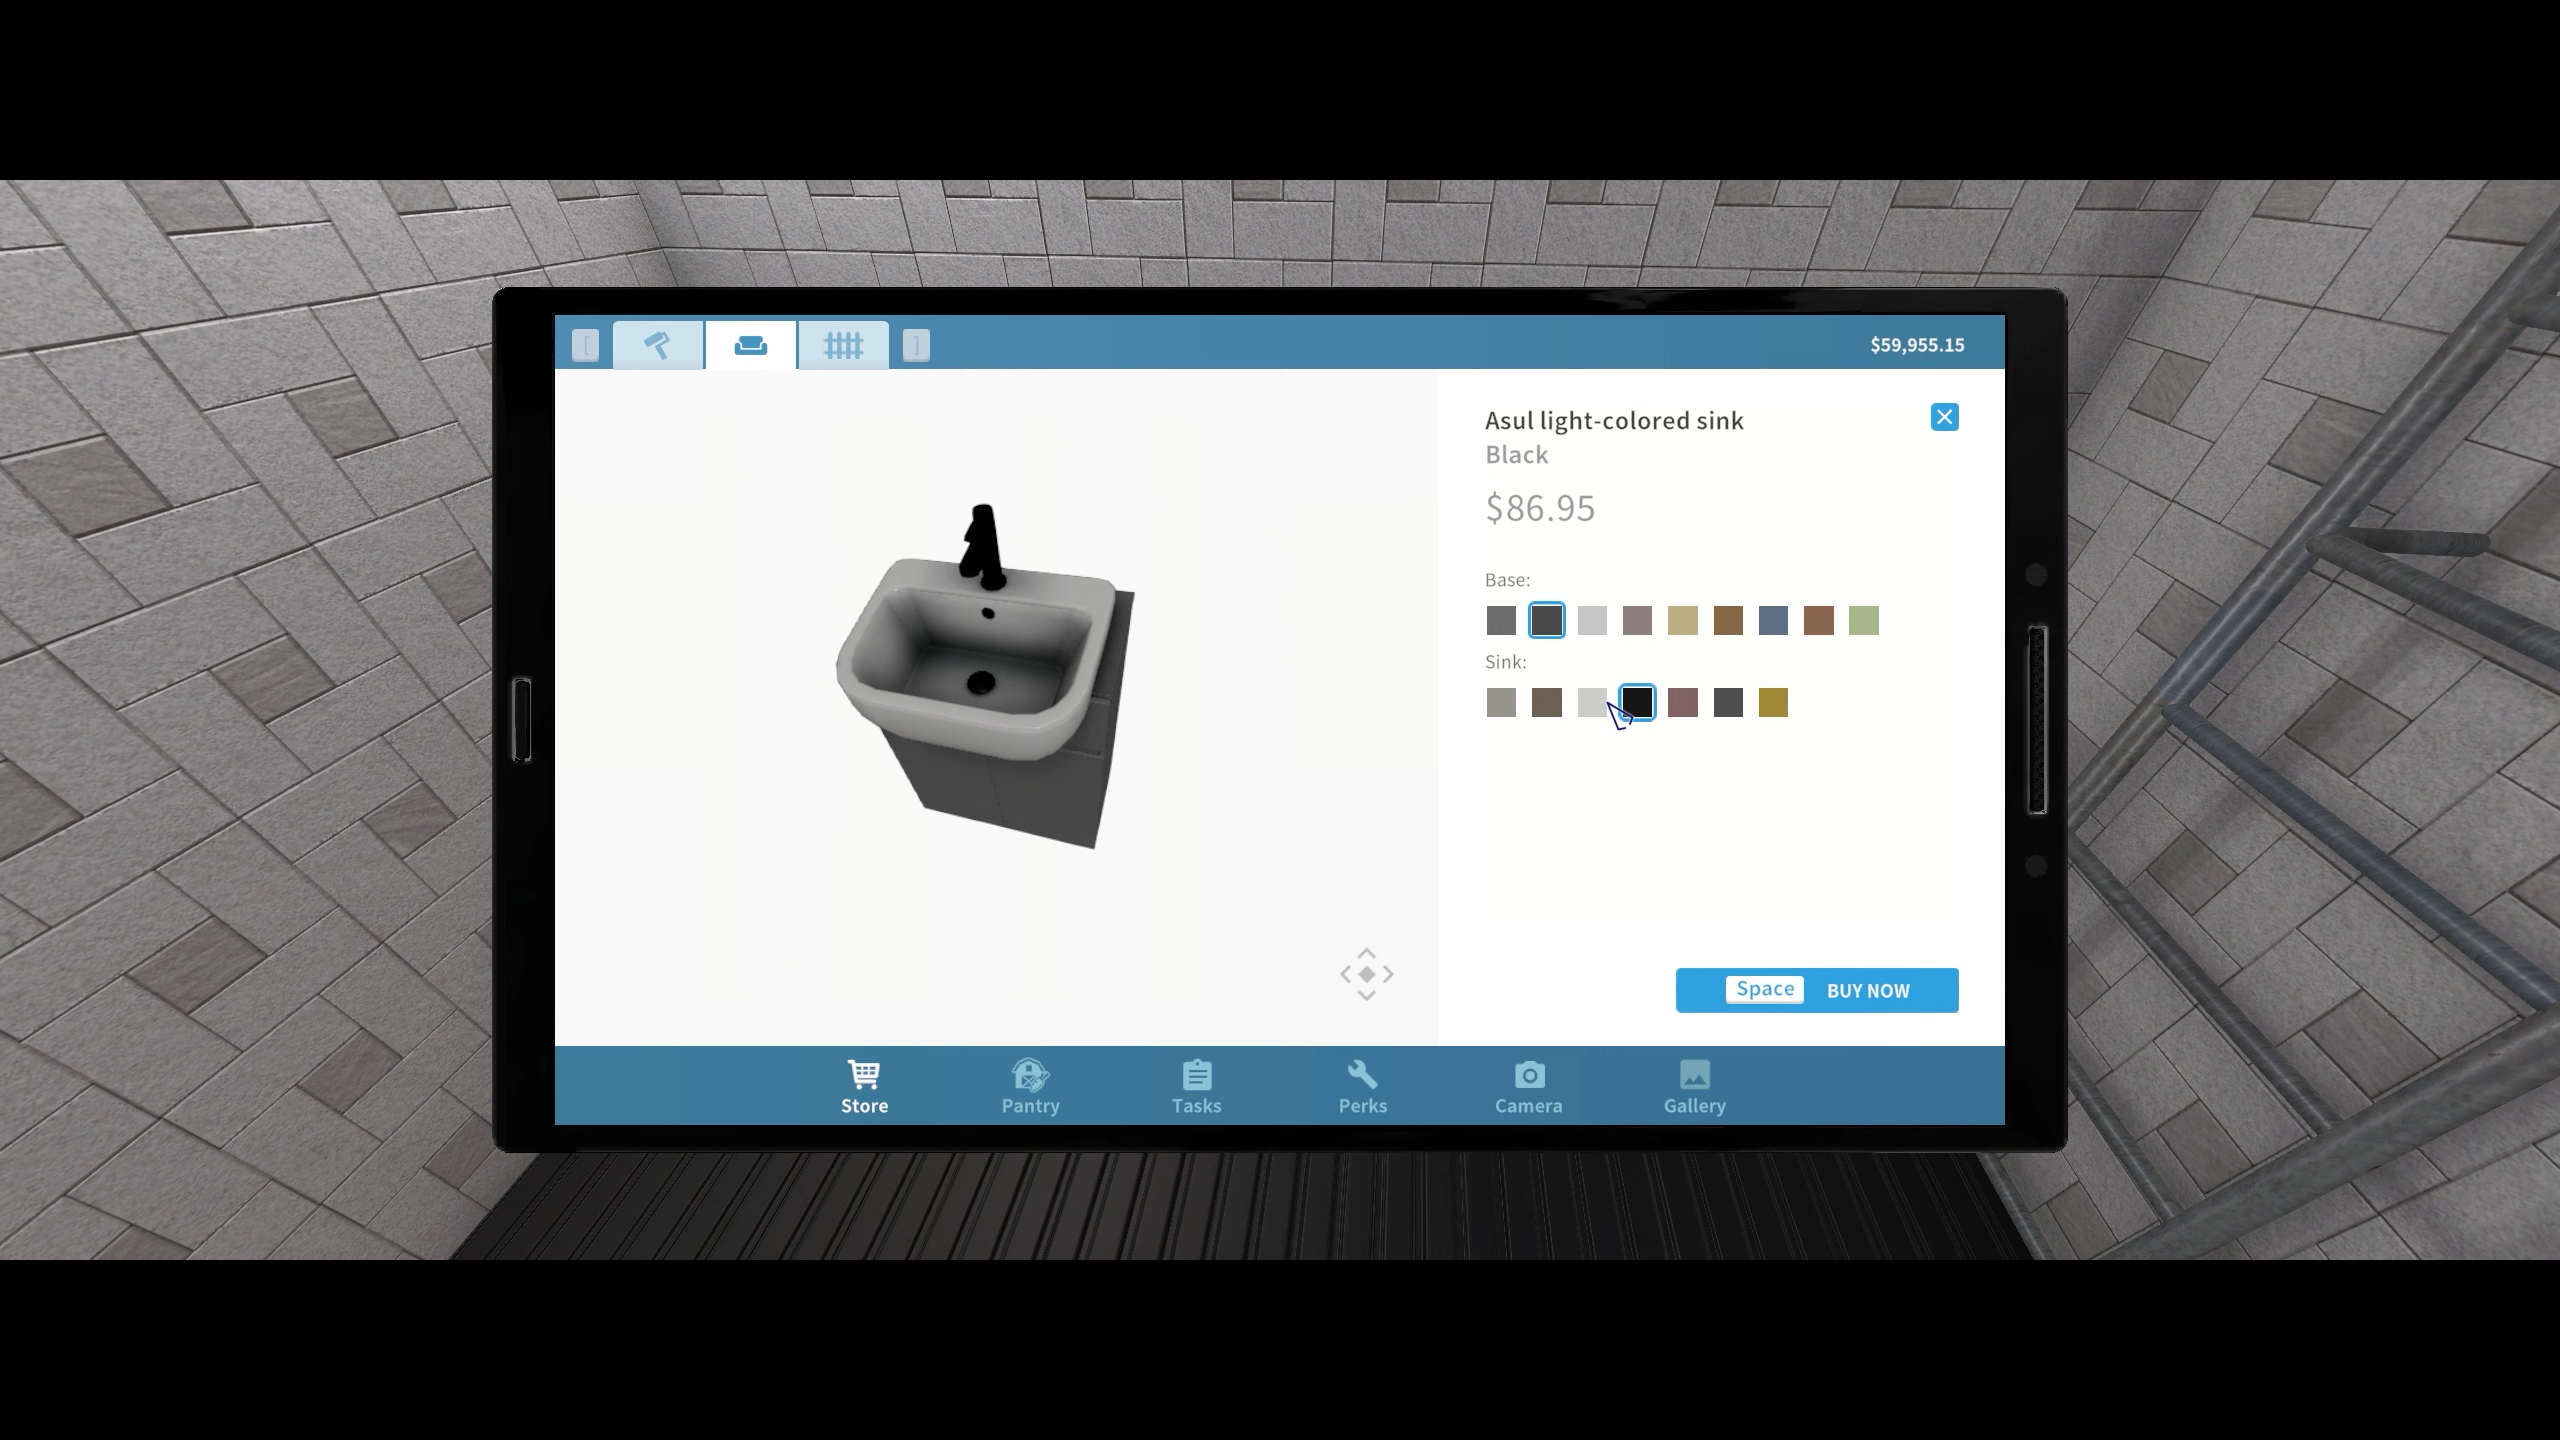 [
]
$59,955.15
Asul light-colored sink
Black
$86.95
Base:
Sink:
Space BUY NOW
Store Pantry Tasks Perks Camera Gallery